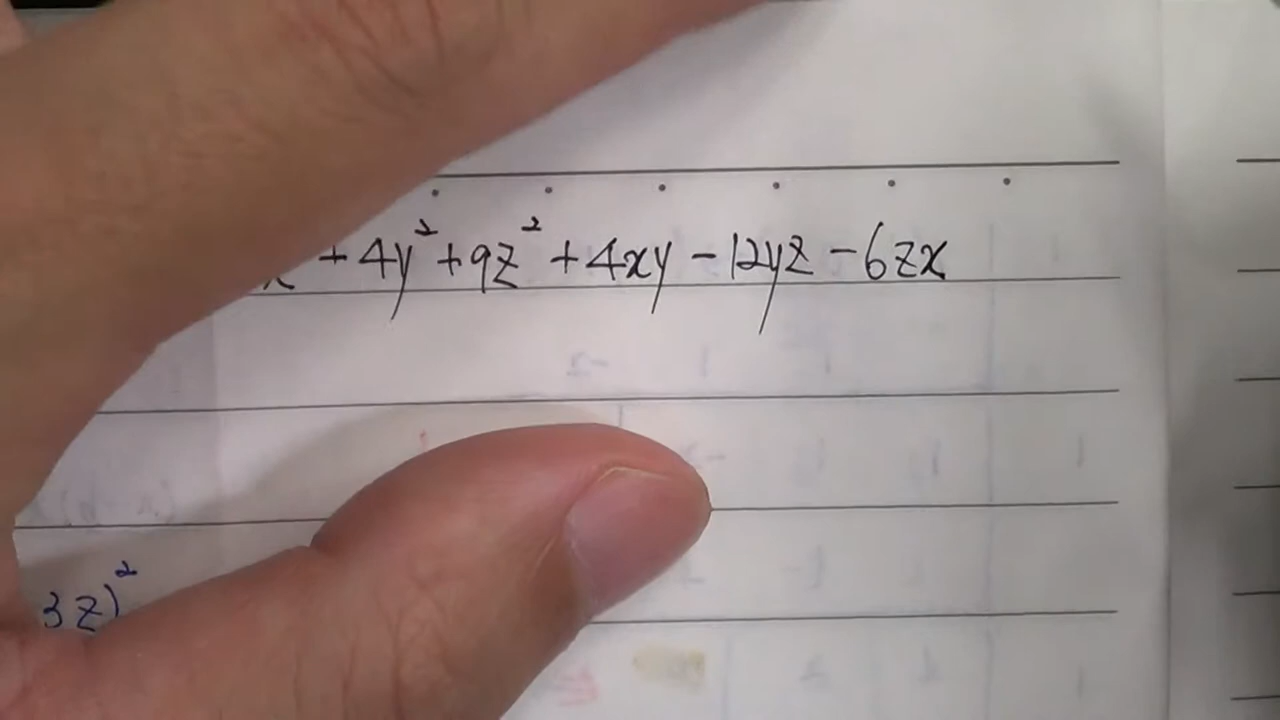 x + 4y² + 9z² + 4xy - 12yz - 6zx
3z)²